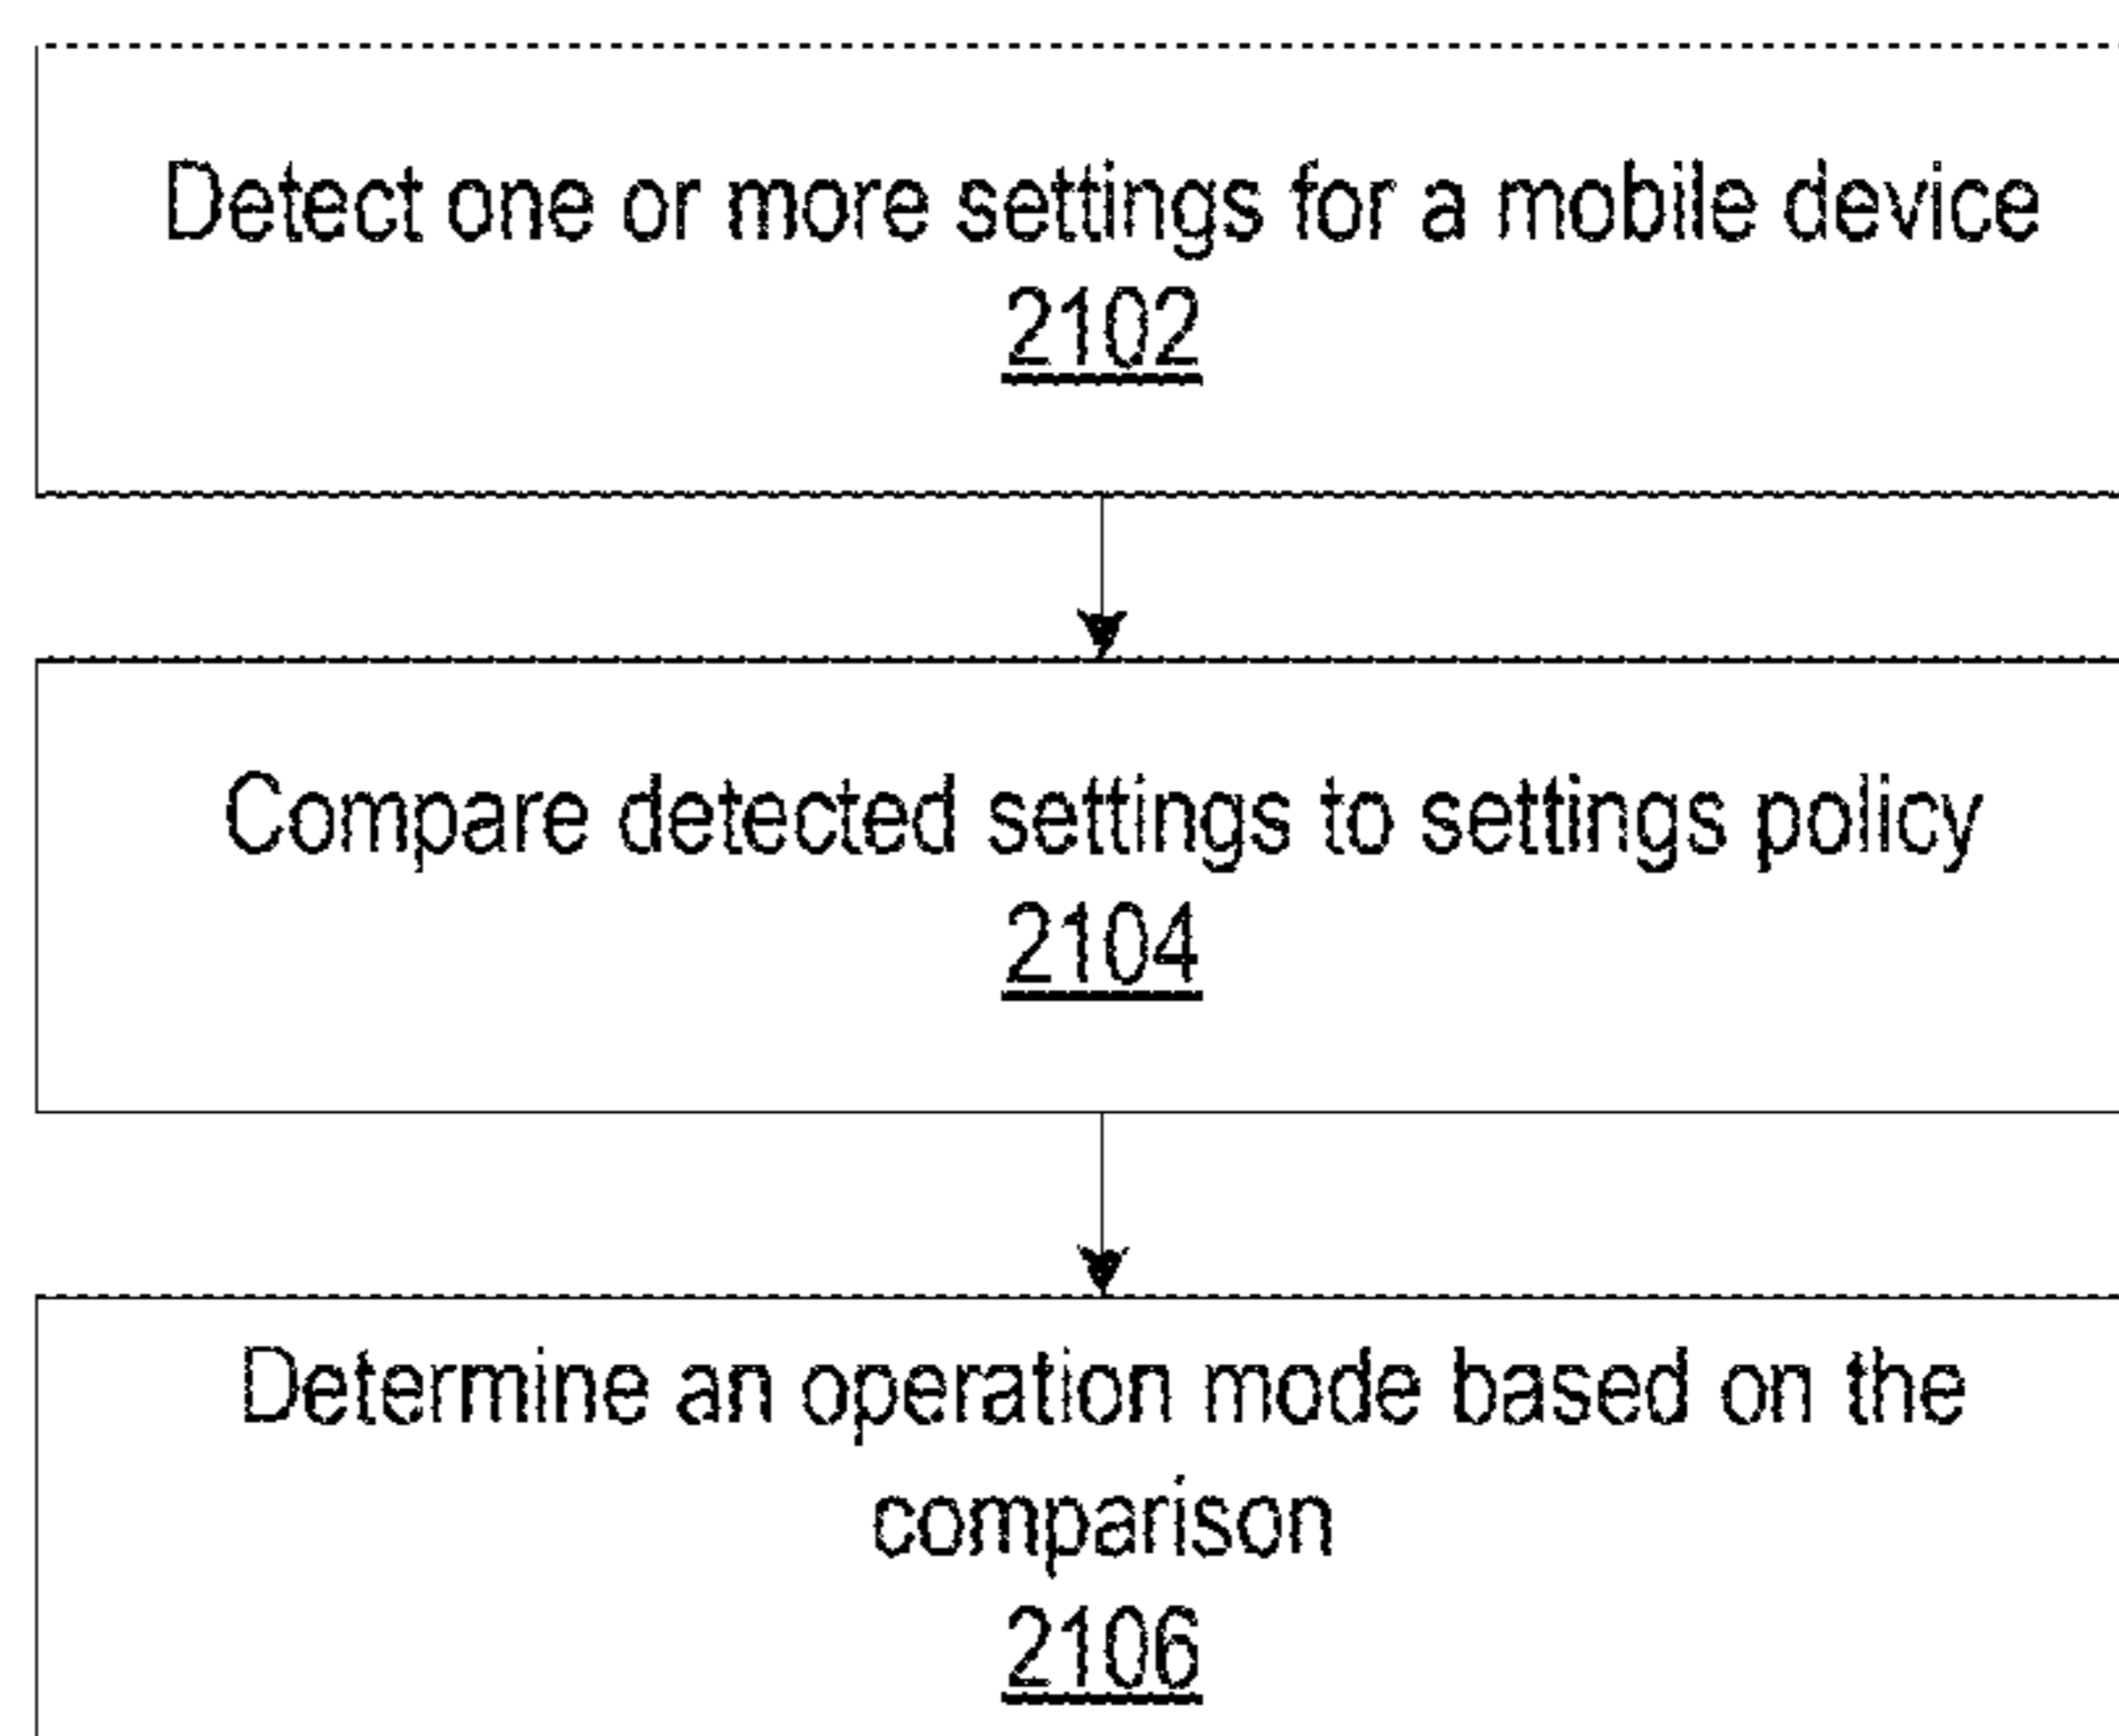 Detect one or more settings for a mobile device
2102
Compare detected settings to settings policy
2104
Determine an operation mode based on the
comparison
2106